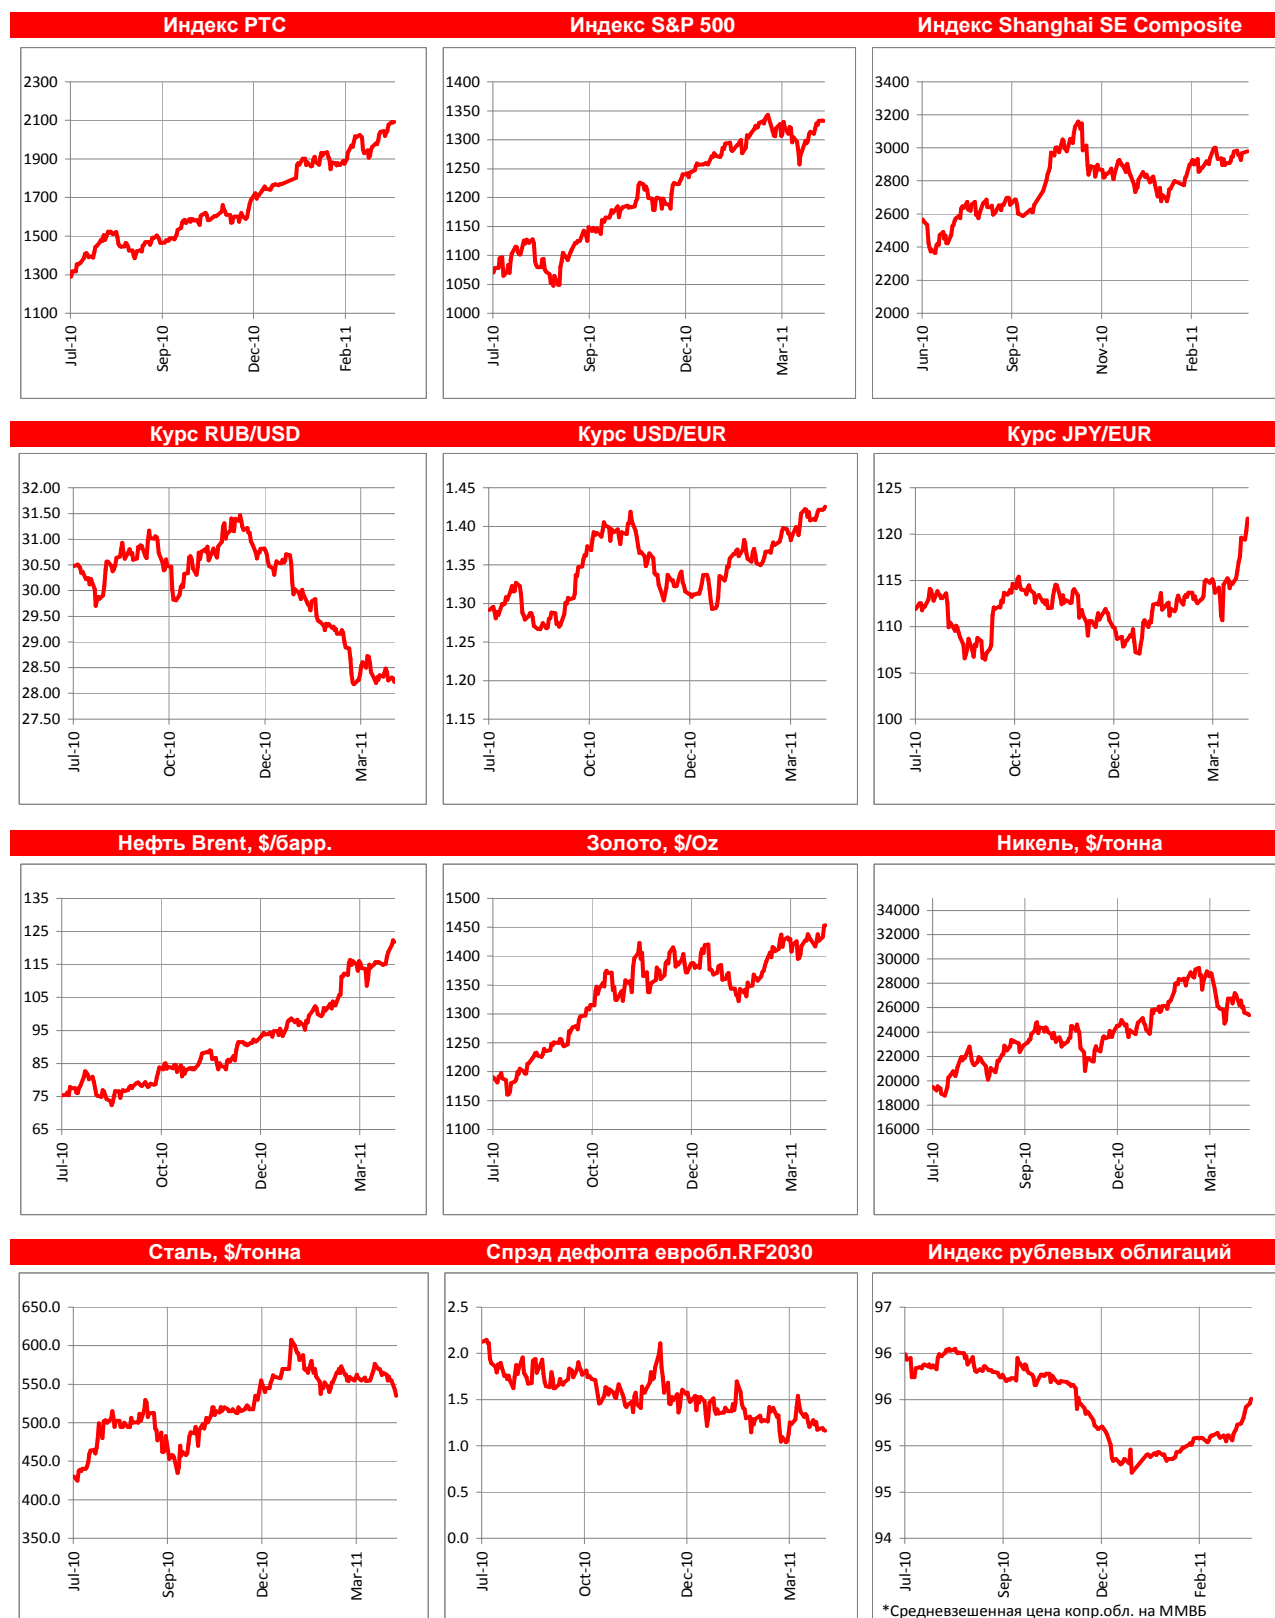 Индекс РТС
Индекс S&P 500
Индекс Shanghai SE Composite
2300
2100
1900
1700
1500
1300
1100
Jul-10
Sep-10
Dec-10
Feb-11
1400
1350
1300
1250
1200
1150
1100
1050
1000
Jul-10
Sep-10
Dec-10
Mar-11
3400
3200
3000
2800
2600
2400
2200
2000
Jun-10
Sep-10
Nov-10
Feb-11
Курс RUB/USD
Курс USD/EUR
Курс JPY/EUR
32.00
31.50
31.00
30.50
30.00
29.50
29.00
28.50
28.00
27.50
Jul-10
Oct-10
Dec-10
Mar-11
1.45
1.40
1.35
1.30
1.25
1.20
1.15
Jul-10
Oct-10
Dec-10
Mar-11
125
120
115
110
105
100
Jul-10
Oct-10
Dec-10
Mar-11
Нефть Brent, $/барр.
Золото, $/Oz
Никель, $/тонна
135
125
115
105
95
85
75
65
Jul-10
Oct-10
Dec-10
Mar-11
1500
1450
1400
1350
1300
1250
1200
1150
1100
Jul-10
Oct-10
Dec-10
Mar-11
34000
32000
30000
28000
26000
24000
22000
20000
18000
16000
Jul-10
Sep-10
Dec-10
Mar-11
Сталь, $/тонна
Спрэд дефолта евробл.RF2030
Индекс рублевых облигаций
650.0
600.0
550.0
500.0
450.0
400.0
350.0
Jul-10
Sep-10
Dec-10
Mar-11
2.5
2.0
1.5
1.0
0.5
0.0
Jul-10
Oct-10
Dec-10
Mar-11
97
96
96
95
95
94
Jul-10
Sep-10
Dec-10
Feb-11
*Средневзешенная цена копр.обл. на ММВБ